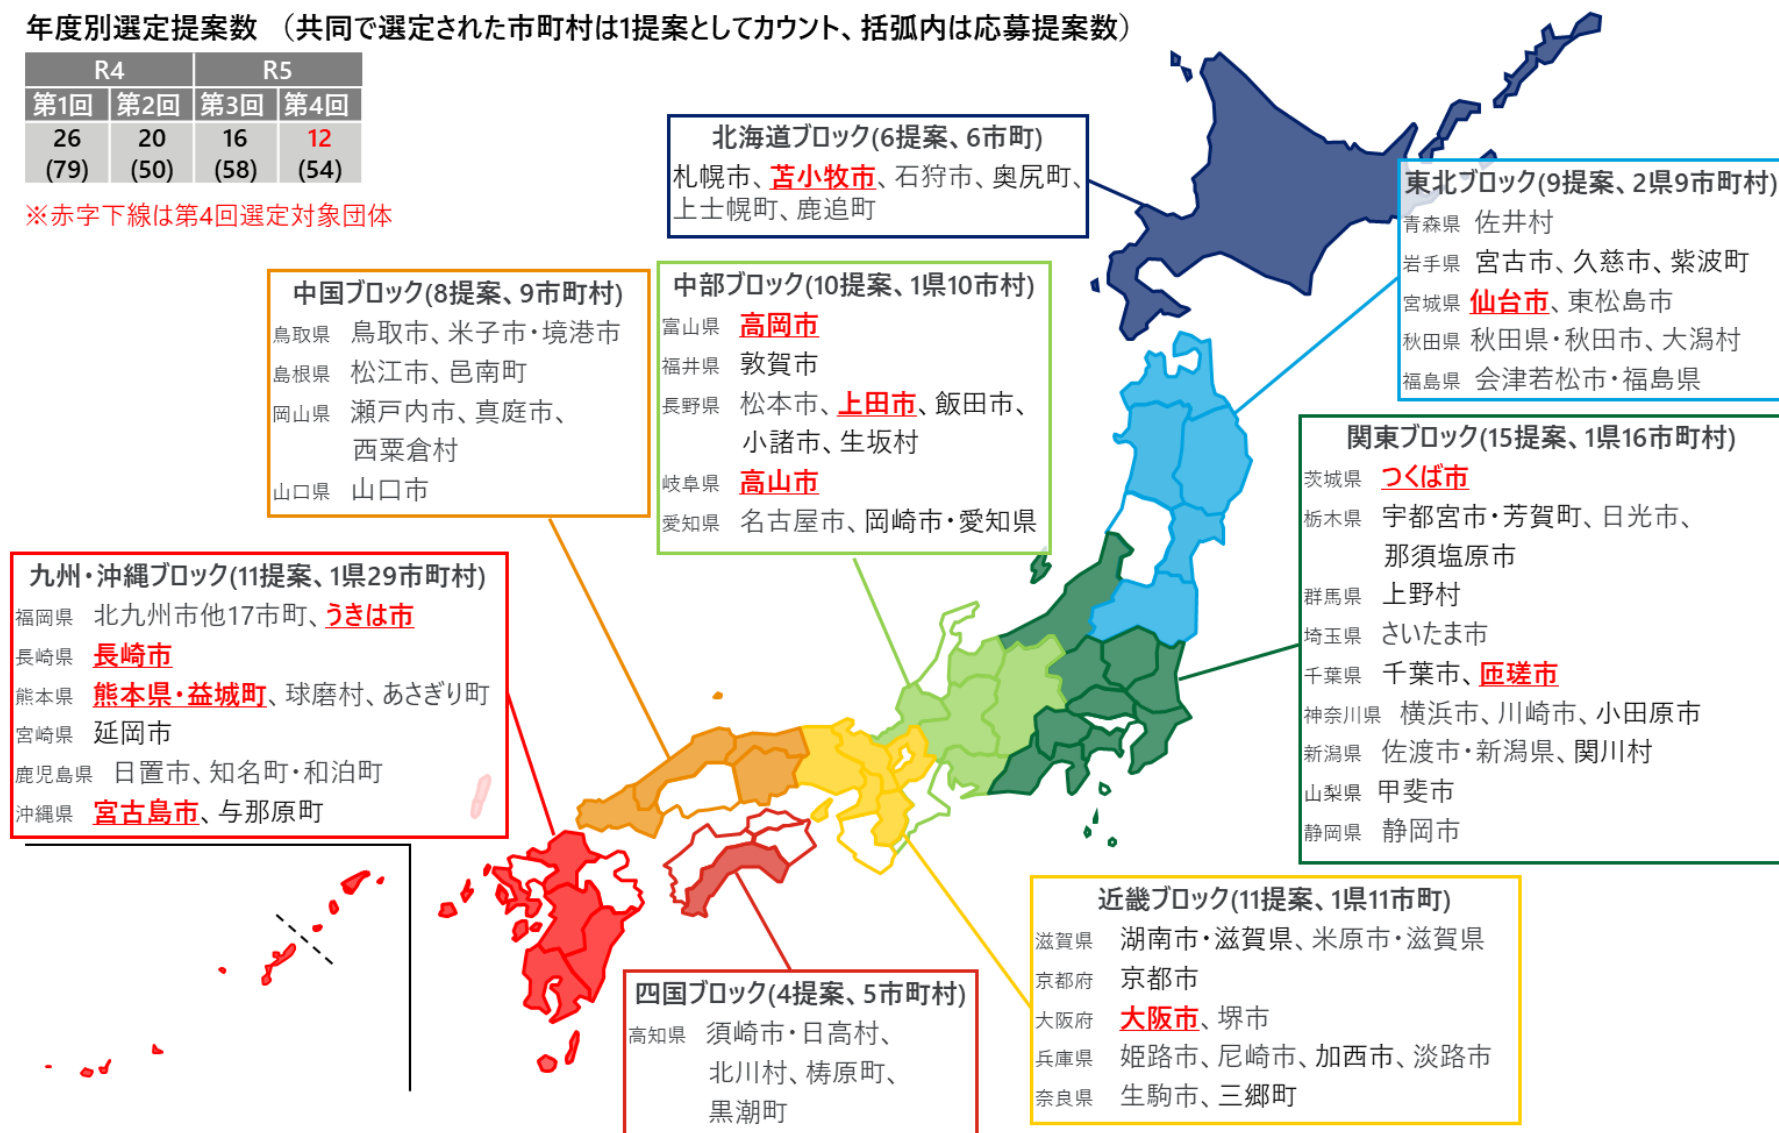 年度別選定提案数 （共同で選定された市町村は1提案としてカウント、括弧内は応募提案数）
R4 R5
第1回 第2回 第3回 第4回
26 20 16 12
(79) (50) (58) (54)
※赤字下線は第4回選定対象団体
北海道ブロック(6提案、6市町)
札幌市、苫小牧市、石狩市、奥尻町、
上士幌町、鹿追町
東北ブロック(9提案、2県9市町村)
青森県 佐井村
岩手県 宮古市、久慈市、紫波町
宮城県 仙台市、東松島市
秋田県 秋田県・秋田市、大潟村
福島県 会津若松市・福島県
中国ブロック(8提案、9市町村)
鳥取県 鳥取市、米子市・境港市
島根県 松江市、邑南町
岡山県 瀬戸内市、真庭市、
西粟倉村
山口県 山口市
中部ブロック(10提案、1県10市村)
富山県 高岡市
福井県 敦賀市
長野県 松本市、上田市、飯田市、
小諸市、生坂村
岐阜県 高山市
愛知県 名古屋市、岡崎市・愛知県
関東ブロック(15提案、1県16市町村)
茨城県 つくば市
栃木県 宇都宮市・芳賀町、日光市、
那須塩原市
群馬県 上野村
埼玉県 さいたま市
千葉県 千葉市、匝瑳市
神奈川県 横浜市、川崎市、小田原市
新潟県 佐渡市・新潟県、関川村
山梨県 甲斐市
静岡県 静岡市
九州・沖縄ブロック(11提案、1県29市町村)
福岡県 北九州市他17市町、うきは市
長崎県 長崎市
熊本県 熊本県・益城町、球磨村、あさぎり町
宮崎県 延岡市
鹿児島県 日置市、知名町・和泊町
沖縄県 宮古島市、与那原町
近畿ブロック(11提案、1県11市町)
滋賀県 湖南市・滋賀県、米原市・滋賀県
京都府 京都市
大阪府 大阪市、堺市
兵庫県 姫路市、尼崎市、加西市、淡路市
奈良県 生駒市、三郷町
四国ブロック(4提案、5市町村)
高知県 須崎市・日高村、
北川村、梼原町、
黒潮町